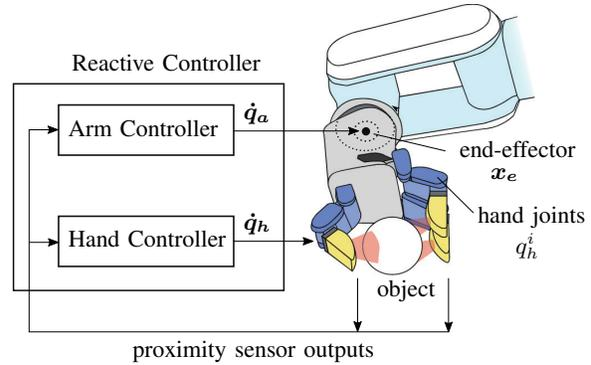 Reactive Controller
Arm Controller
q̇ₐ
end-effector
xₑ
Hand Controller
q̇ₕ
hand joints
qₕⁱ
object
proximity sensor outputs